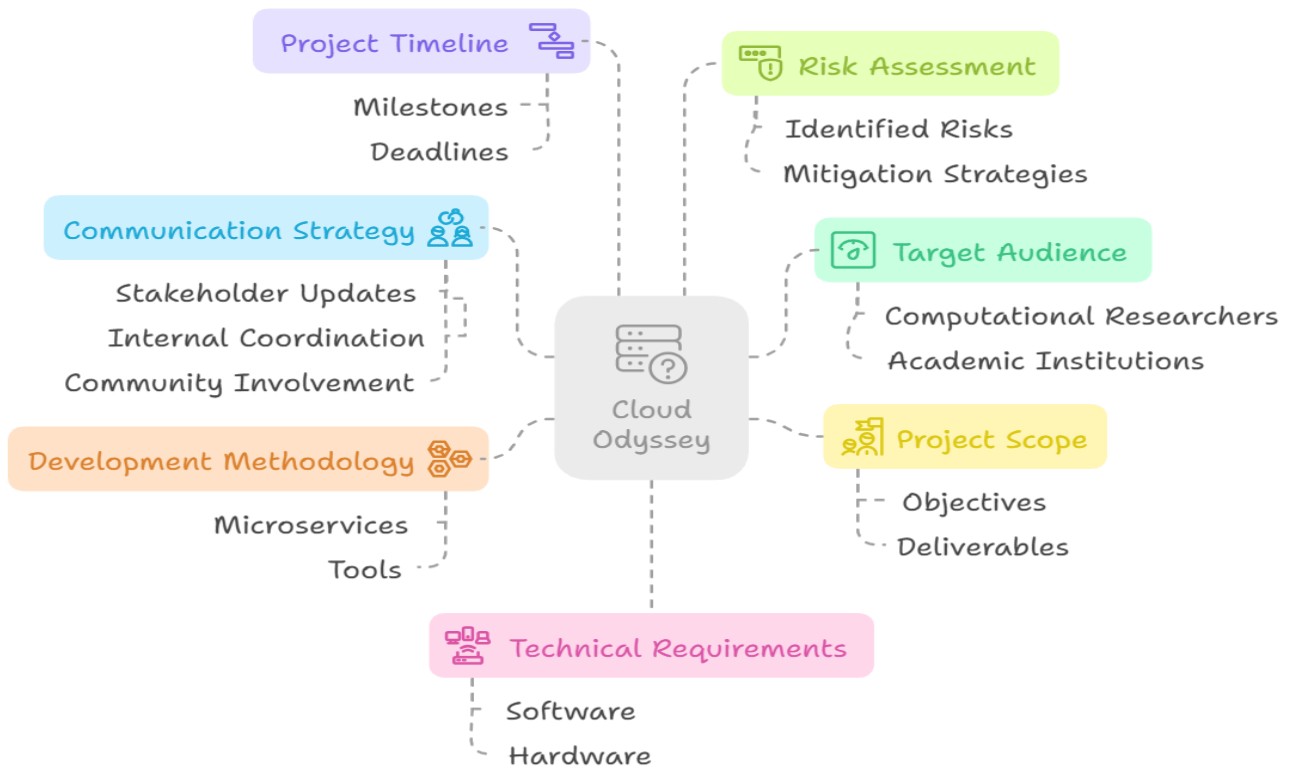 Project Timeline
Milestones
Deadlines
Risk Assessment
Identified Risks
Mitigation Strategies
Communication Strategy
Stakeholder Updates
Internal Coordination
Community Involvement
Target Audience
Computational Researchers
Academic Institutions
Cloud
Odyssey
Development Methodology
Microservices
Tools
Project Scope
Objectives
Deliverables
Technical Requirements
Software
Hardware